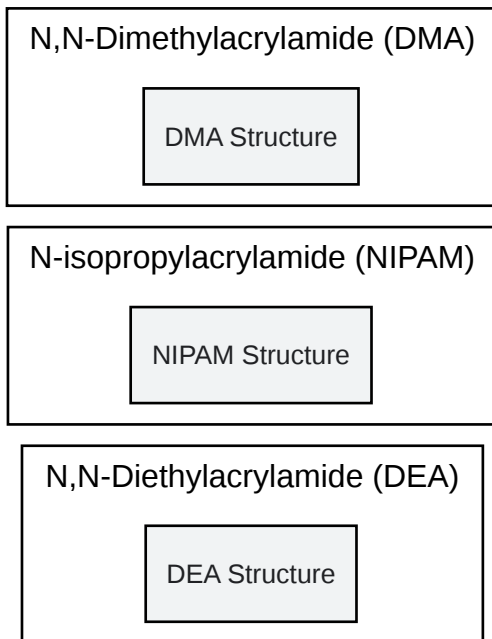 N,N-Dimethylacrylamide (DMA)
DMA Structure
N-isopropylacrylamide (NIPAM)
NIPAM Structure
N,N-Diethylacrylamide (DEA)
DEA Structure